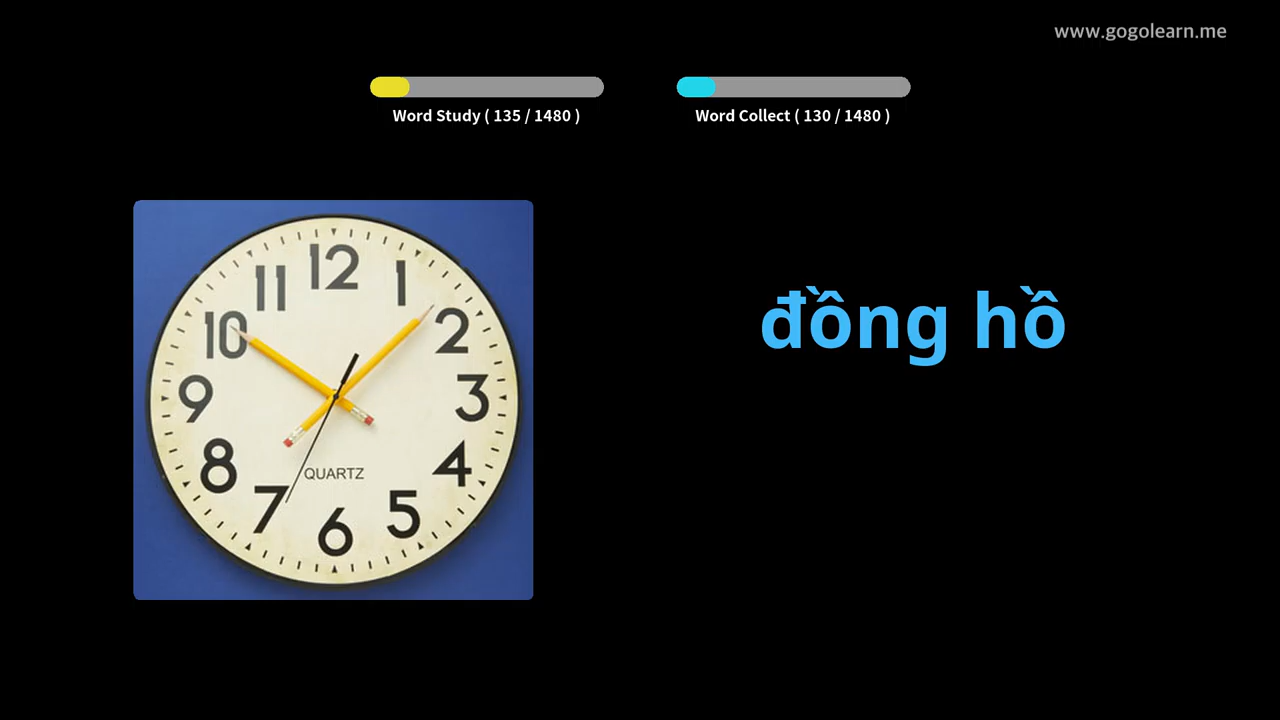 www.gogolearn.me
Word Study ( 135 / 1480 )
Word Collect ( 130 / 1480 )
12
11
1
10
2
9
3
8
4
QUARTZ
7
5
6
đồng hồ